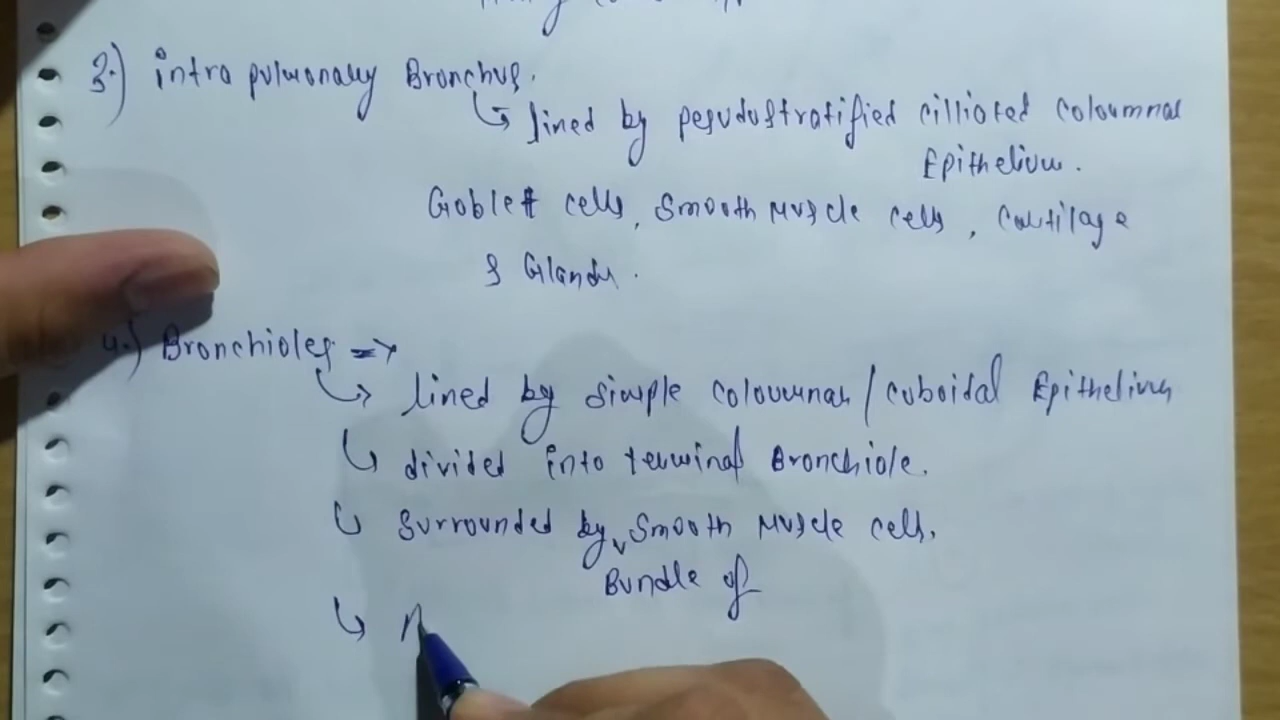 3.) intra pulmonary Bronchus.
↳ lined by pesudostratified cilliated coloumnar
Epithelium.
Goblet cells, Smooth Muscle cells, Cartilage
& Glands.
4.) Bronchioles =>
↳ lined by simple coloumnar / cuboidal Epithelium
↳ divided into terminal Bronchiole.
↳ Surrounded by Smooth Muscle cells.
Bundle of
↳